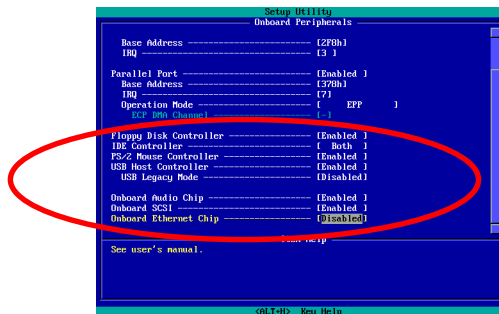 Setup Utility
Onboard Peripherals
Base Address ------------------------ [2F8h]
IRQ --------------------------------- [3 ]
Parallel Port ----------------------- [Enabled ]
Base Address ------------------------ [378h]
IRQ --------------------------------- [7]
Operation Mode ---------------------- [ EPP ]
ECP DMA Channel --------------------- [-]
Floppy Disk Controller -------------- [Enabled ]
IDE Controller ---------------------- [ Both ]
PS/2 Mouse Controller --------------- [Enabled ]
USB Host Controller ----------------- [Enabled ]
USB Legacy Mode --------------------- [Disabled]
Onboard Audio Chip ------------------ [Enabled ]
Onboard SCSI ------------------------ [Enabled ]
Onboard Ethernet Chip --------------- [Disabled]
Help
See user's manual.
<ALT+H> Key Help